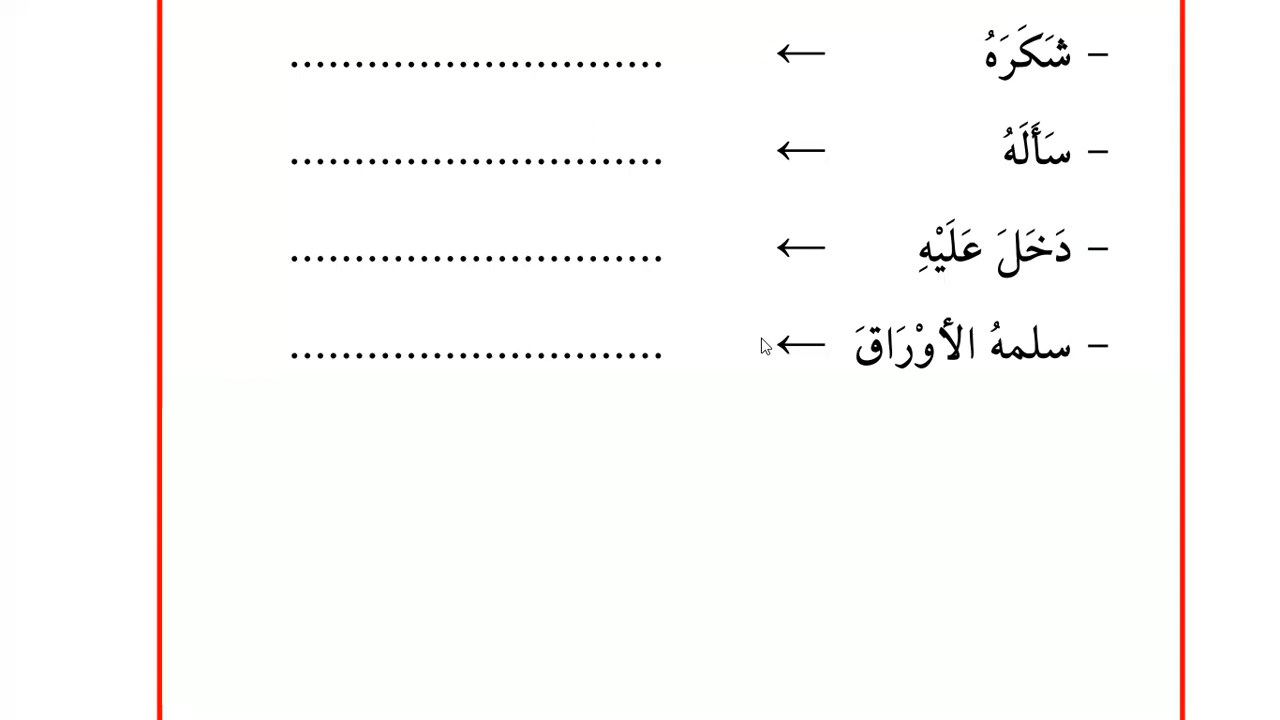 – شَكَرَهُ ← .............................
– سَأَلَهُ ← .............................
– دَخَلَ عَلَيْهِ ← .............................
– سلمهُ الأوْرَاقَ ← .............................